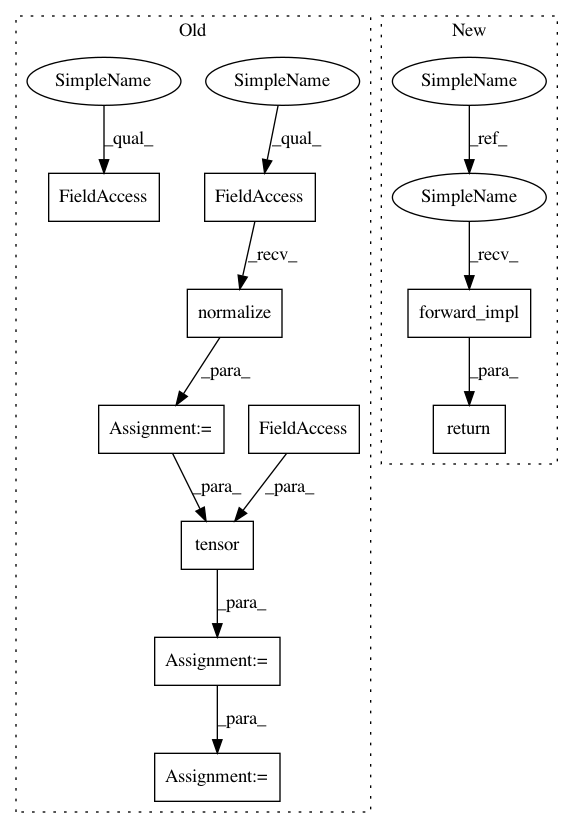 Old
New
SimpleName
SimpleName
SimpleName
_qual_
_qual_
_ref_
FieldAccess
FieldAccess
SimpleName
_recv_
_recv_
normalize
forward_impl
_para_
_para_
Assignment:=
FieldAccess
return
_para_
_para_
tensor
_para_
Assignment:=
_para_
Assignment:=